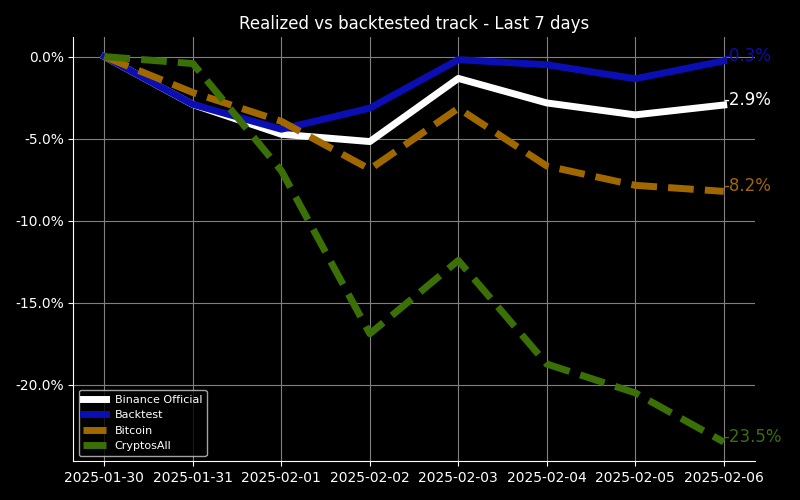 Realized vs backtested track - Last 7 days
0.0%
-5.0%
-10.0%
-15.0%
-20.0%
-0.3%
-2.9%
-8.2%
-23.5%
Binance Official
Backtest
Bitcoin
CryptosAll
2025-01-30 2025-01-31 2025-02-01 2025-02-02 2025-02-03 2025-02-04 2025-02-05 2025-02-06